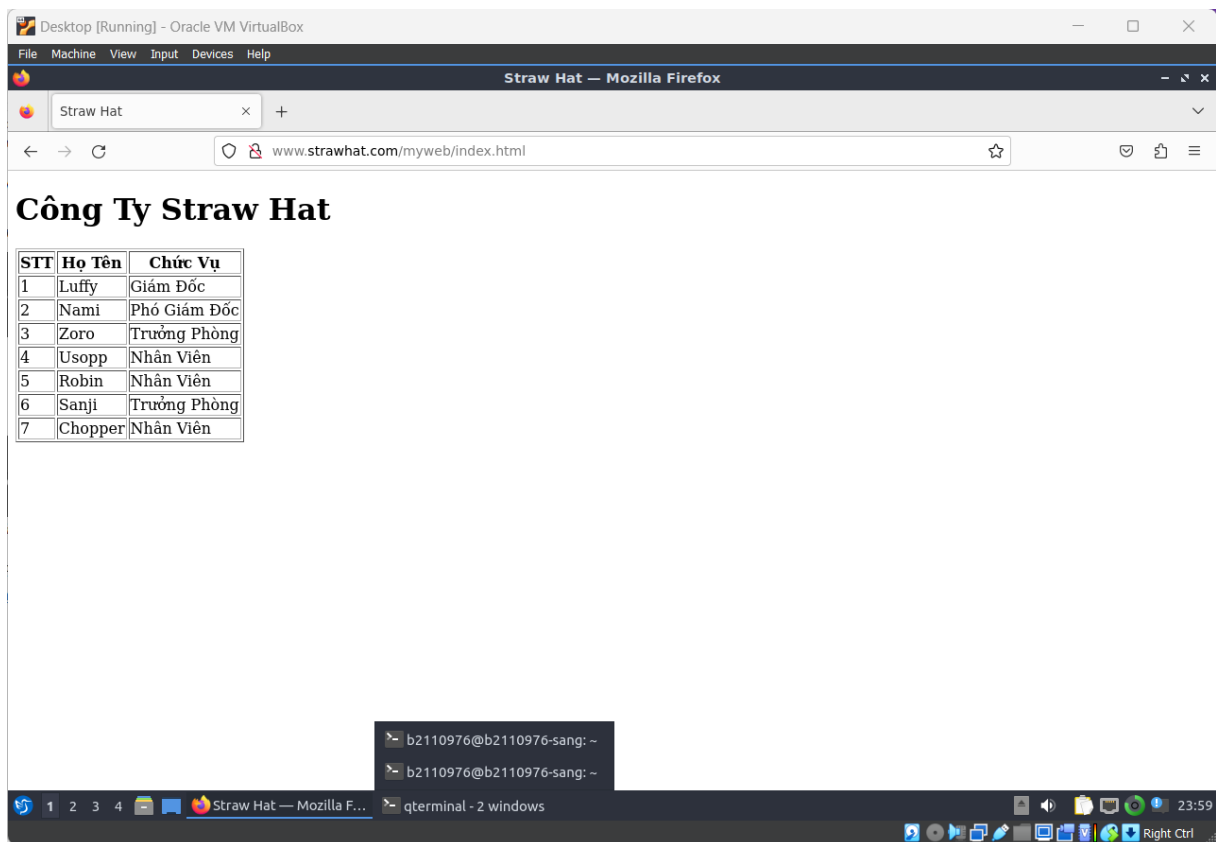 Desktop [Running] - Oracle VM VirtualBox
File Machine View Input Devices Help
Straw Hat — Mozilla Firefox
Straw Hat
www.strawhat.com/myweb/index.html
Công Ty Straw Hat
STT Họ Tên Chức Vụ
1 Luffy Giám Đốc
2 Nami Phó Giám Đốc
3 Zoro Trưởng Phòng
4 Usopp Nhân Viên
5 Robin Nhân Viên
6 Sanji Trưởng Phòng
7 Chopper Nhân Viên
b2110976@b2110976-sang: ~
b2110976@b2110976-sang: ~
1 2 3 4 Straw Hat — Mozilla F... qterminal - 2 windows 23:59
Right Ctrl